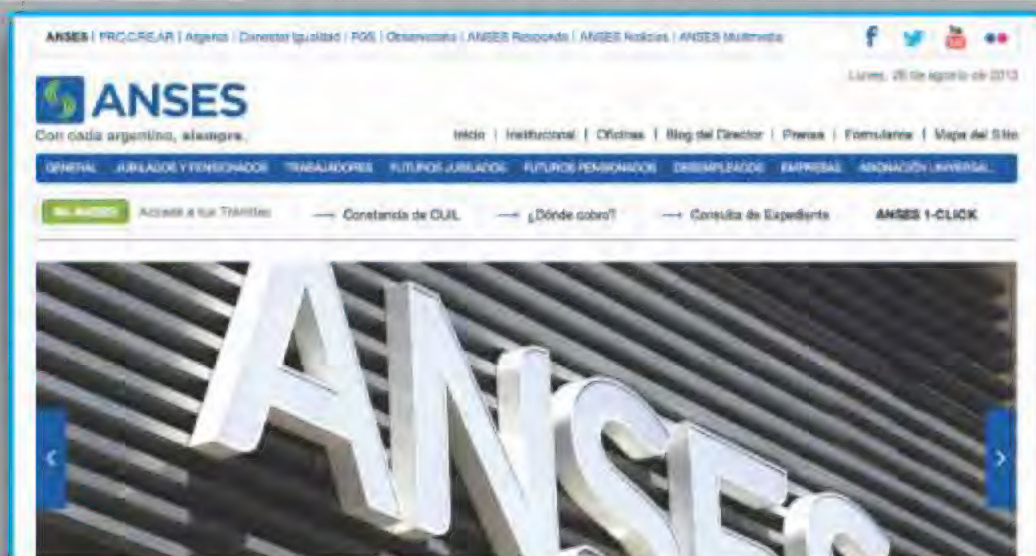 ANSES | PRO.CRE.AR | Argenta | Conectar Igualdad | FGS | Observatorio | ANSES Responde | ANSES Noticias | ANSES Multimedia
Lunes, 26 de agosto de 2013
ANSES
Con cada argentino, siempre.
Inicio | Institucional | Oficinas | Blog del Director | Prensa | Formularios | Mapa del Sitio
GENERAL JUBILADOS Y PENSIONADOS TRABAJADORES FUTUROS JUBILADOS FUTUROS PENSIONADOS DESEMPLEADOS EMPRESAS ASIGNACIÓN UNIVERSAL
MI ANSES Accede a tus Trámites → Constancia de CUIL → ¿Dónde cobro? → Consulta de Expediente ANSES 1-CLICK
ANSES